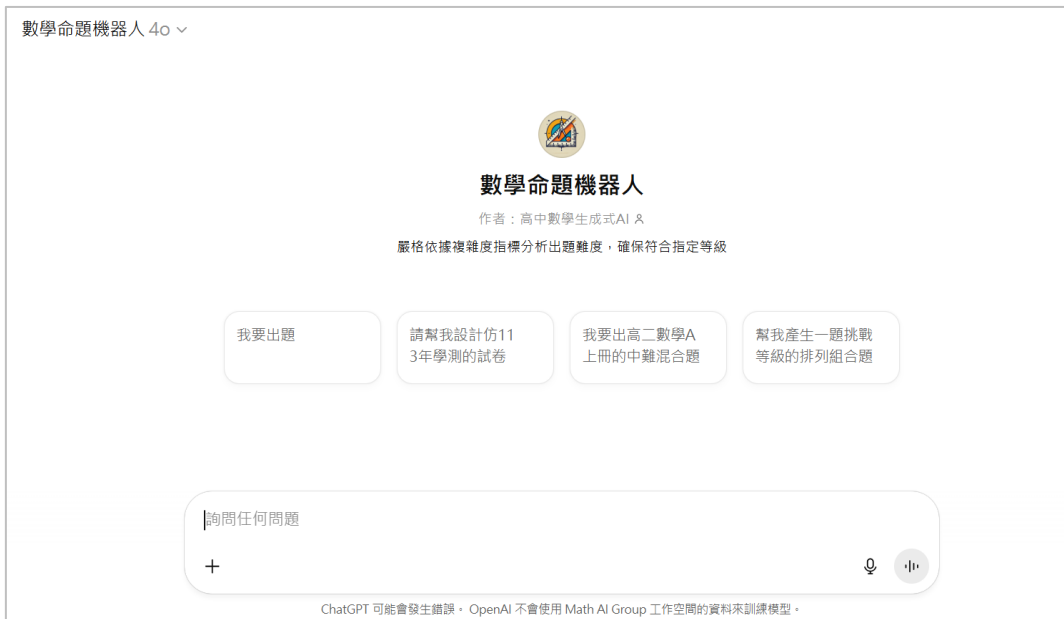 數學命題機器人 4o
數學命題機器人
作者：高中數學生成式AI
嚴格依據複雜度指標分析出題難度，確保符合指定等級
我要出題
請幫我設計仿11
3年學測的試卷
我要出高二數學A
上冊的中難混合題
幫我產生一題挑戰
等級的排列組合題
詢問任何問題
ChatGPT 可能會發生錯誤。OpenAI 不會使用 Math AI Group 工作空間的資料來訓練模型。